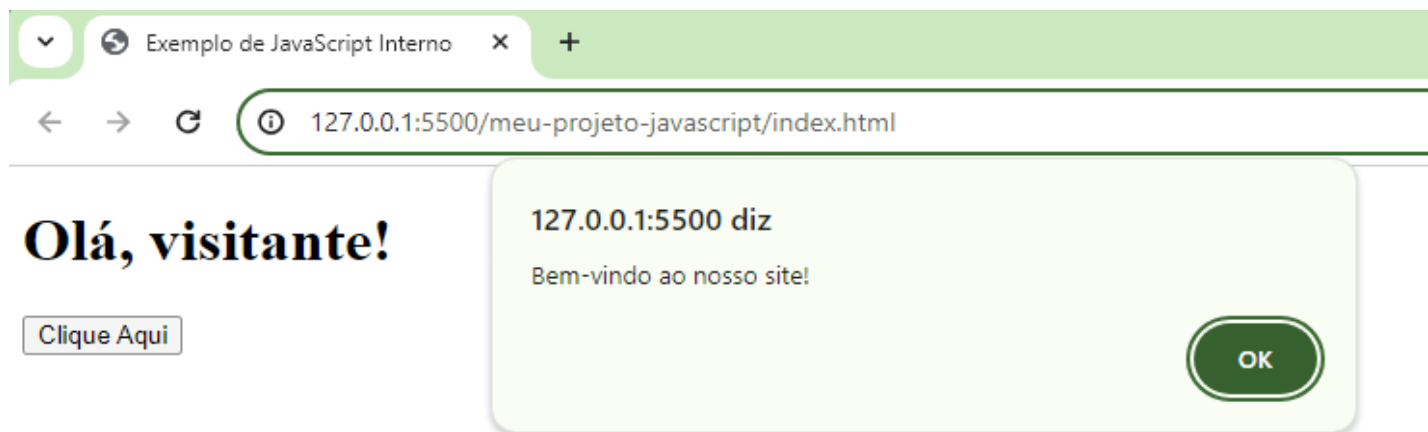 Exemplo de JavaScript Interno
127.0.0.1:5500/meu-projeto-javascript/index.html
Olá, visitante!
Clique Aqui
127.0.0.1:5500 diz
Bem-vindo ao nosso site!
OK